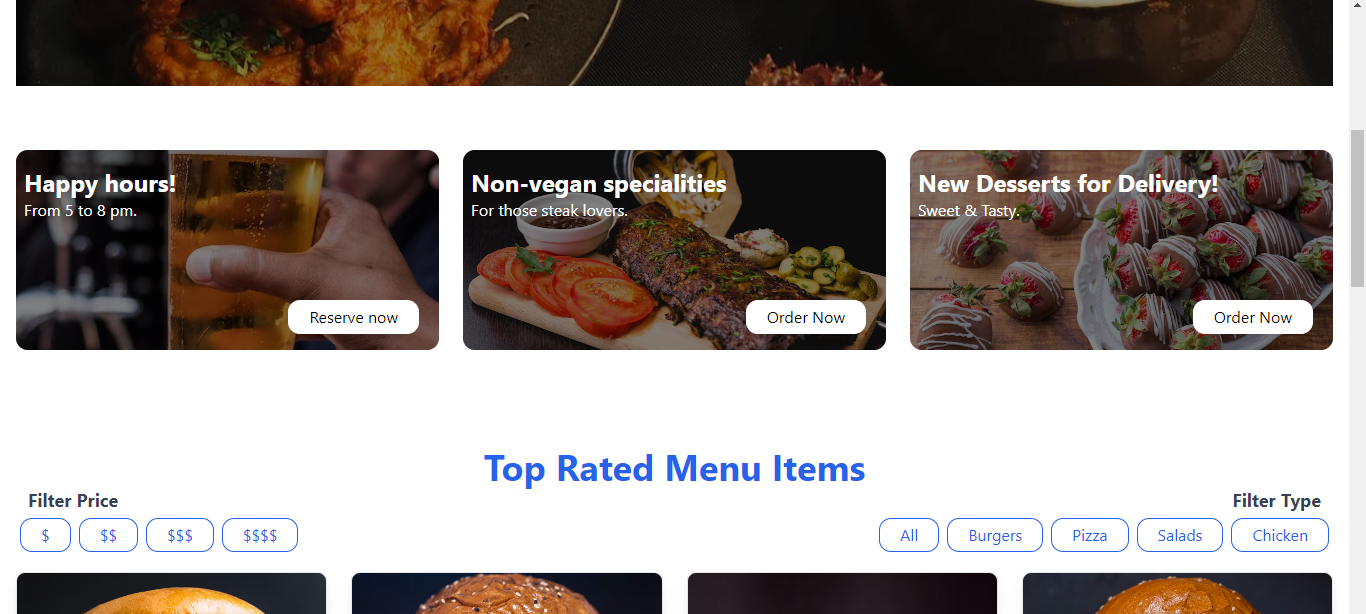 Happy hours!
From 5 to 8 pm.
Reserve now
Non-vegan specialities
For those steak lovers.
Order Now
New Desserts for Delivery!
Sweet & Tasty.
Order Now
Top Rated Menu Items
Filter Price
$ $$ $$$ $$$$
Filter Type
All Burgers Pizza Salads Chicken